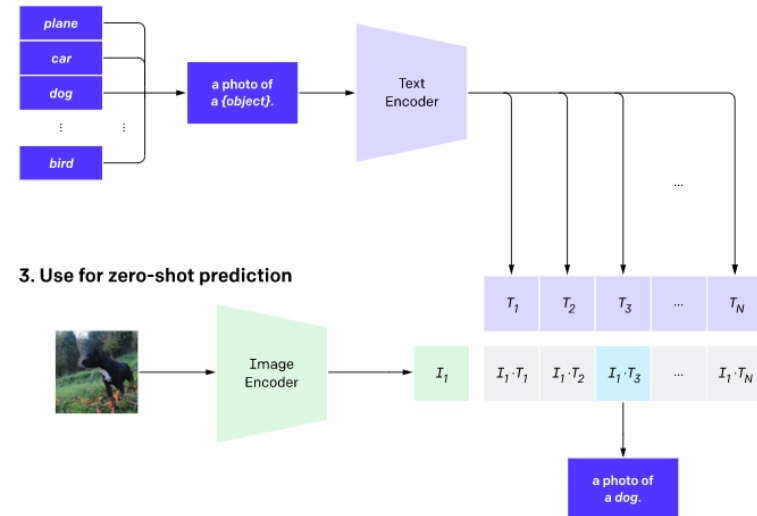 plane
car
dog
⋮ ⋮
bird
a photo of
a {object}.
Text
Encoder
...
3. Use for zero-shot prediction
T1 T2 T3 ... TN
Image
Encoder
I1 I1·T1 I1·T2 I1·T3 ... I1·TN
a photo of
a dog.